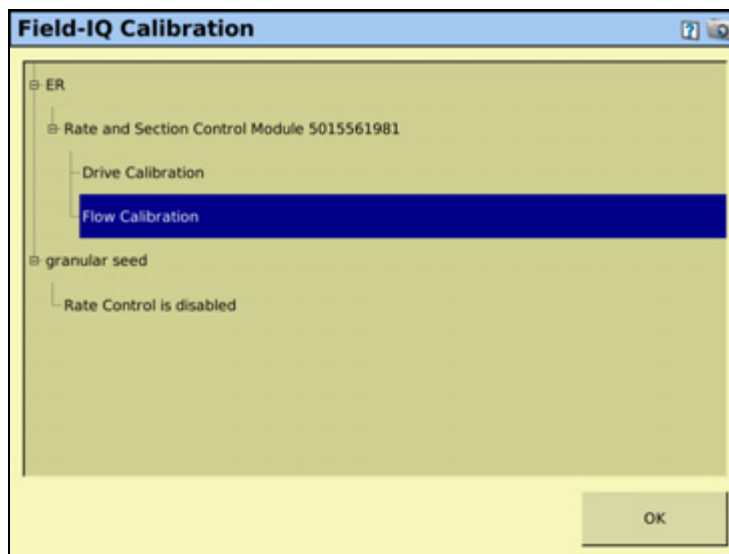 Field-IQ Calibration
?
ER
Rate and Section Control Module 5015561981
Drive Calibration
Flow Calibration
granular seed
Rate Control is disabled
OK